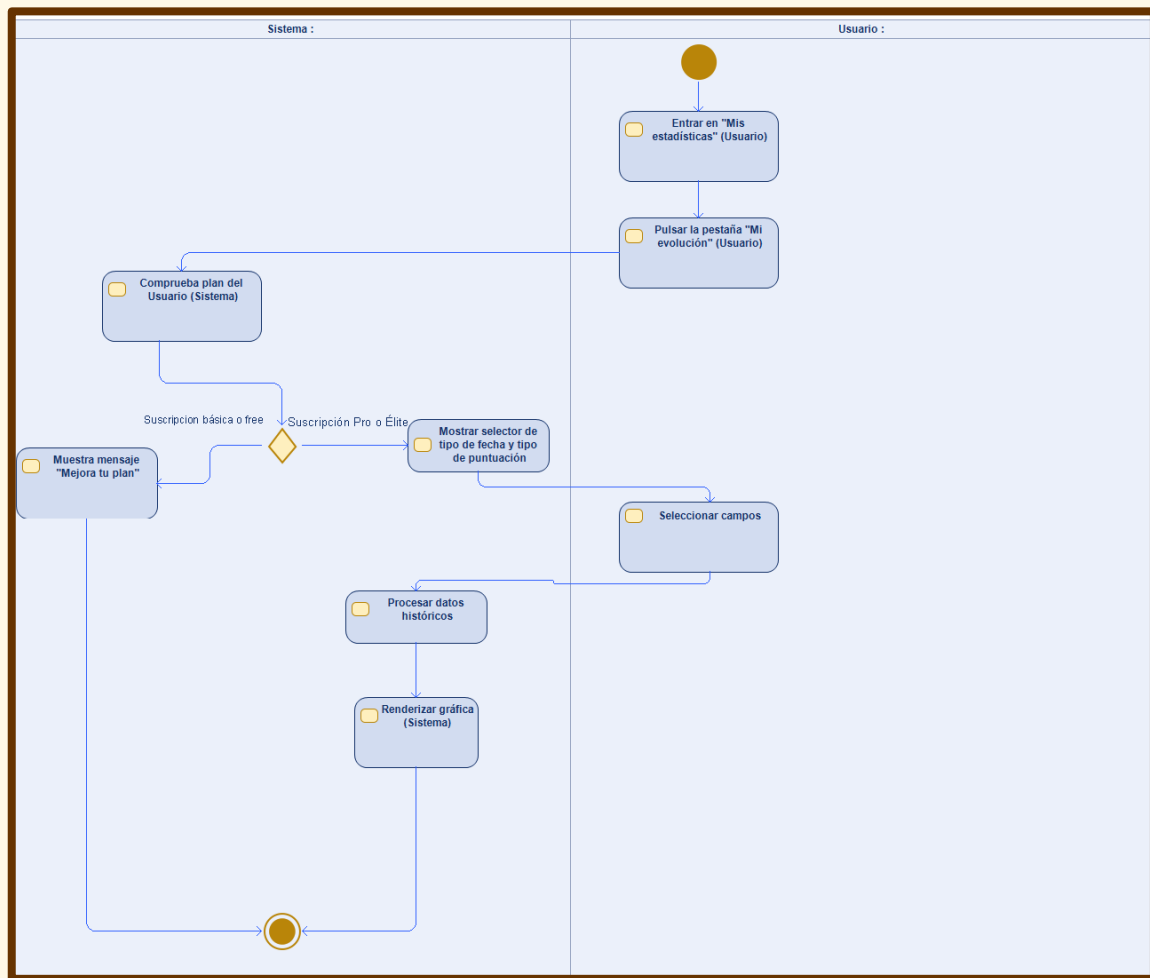 Sistema :
Usuario :
Entrar en "Mis
estadísticas" (Usuario)
Pulsar la pestaña "Mi
evolución" (Usuario)
Comprueba plan del
Usuario (Sistema)
Suscripcion básica o free
Suscripción Pro o Élite
Mostrar selector de
tipo de fecha y tipo
de puntuación
Muestra mensaje
"Mejora tu plan"
Seleccionar campos
Procesar datos
históricos
Renderizar gráfica
(Sistema)